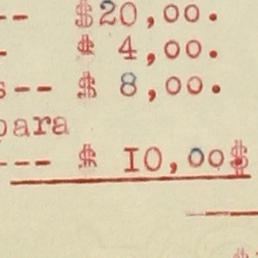 -- $20,00.
- $ 4,00.
s-- $ 8,00.
para
--- $ I0,00$